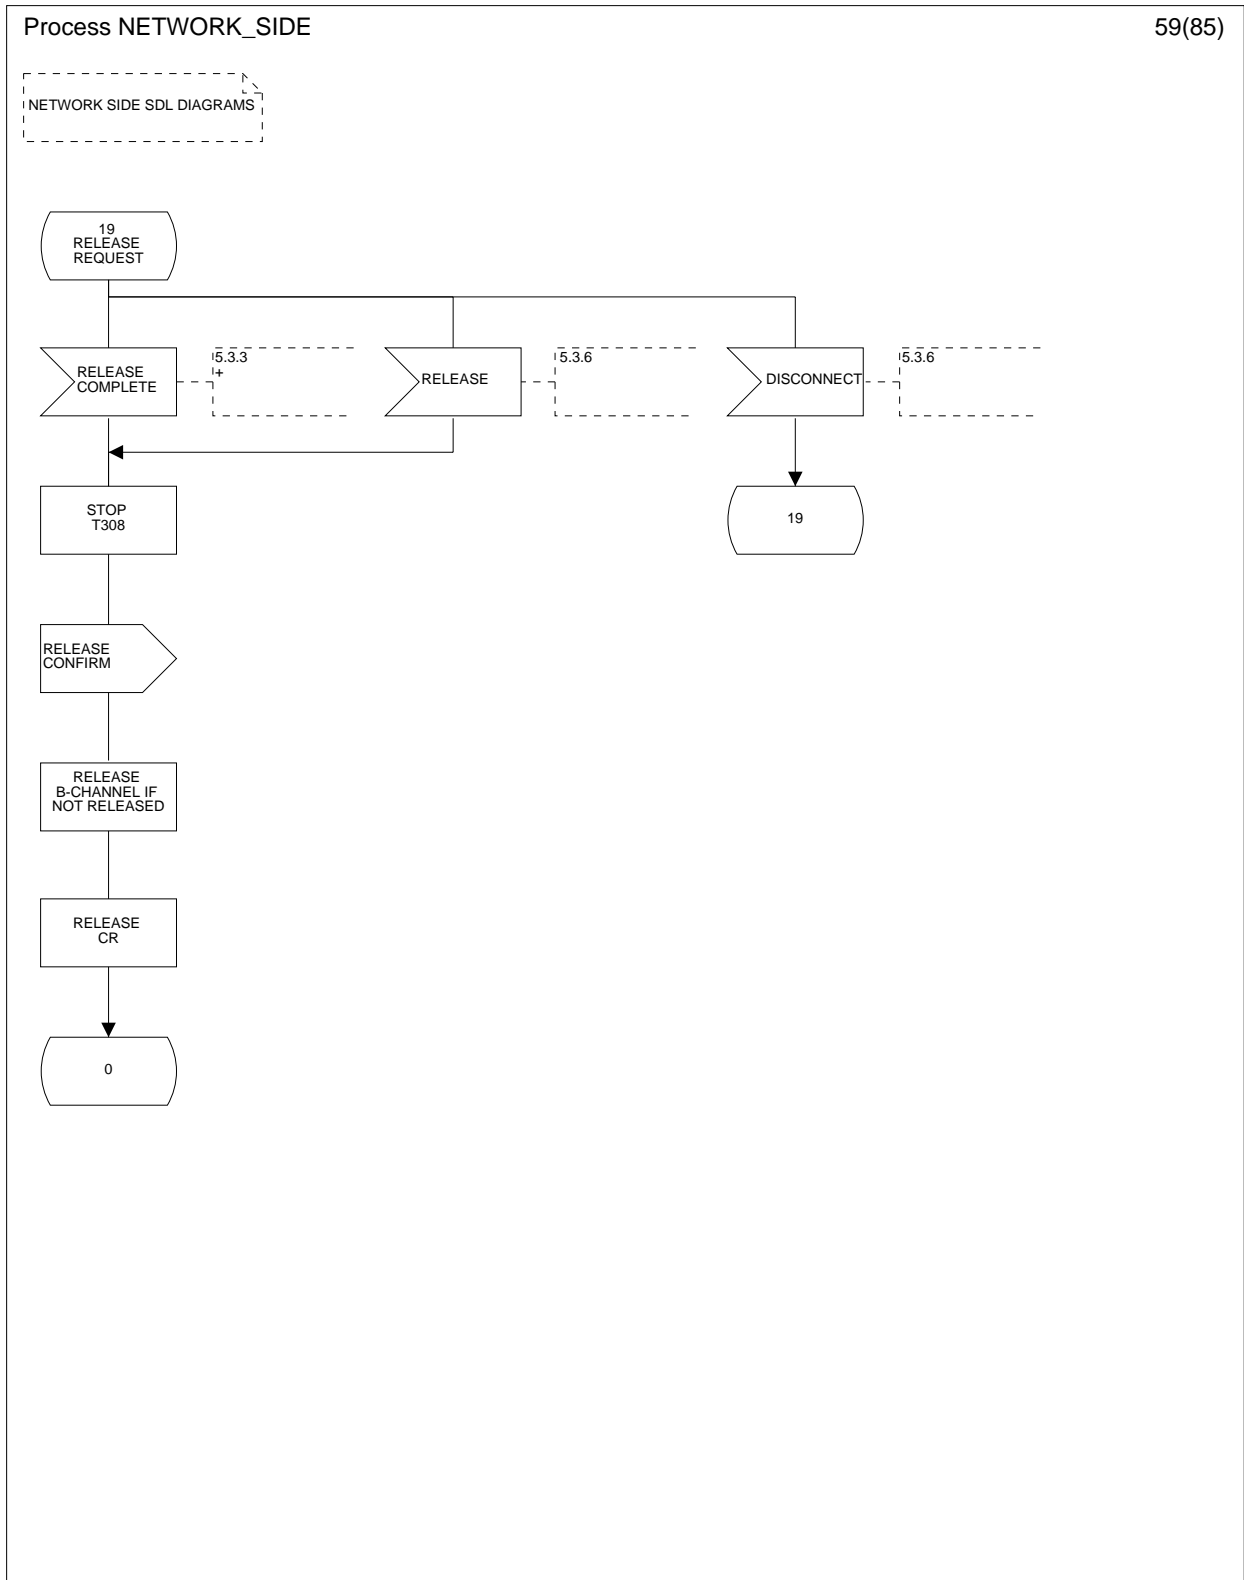 Process NETWORK_SIDE
59(85)
NETWORK SIDE SDL DIAGRAMS
19
RELEASE
REQUEST
RELEASE
COMPLETE
5.3.3
+
RELEASE
5.3.6
DISCONNECT
5.3.6
STOP
T308
19
RELEASE
CONFIRM
RELEASE
B-CHANNEL IF
NOT RELEASED
RELEASE
CR
0